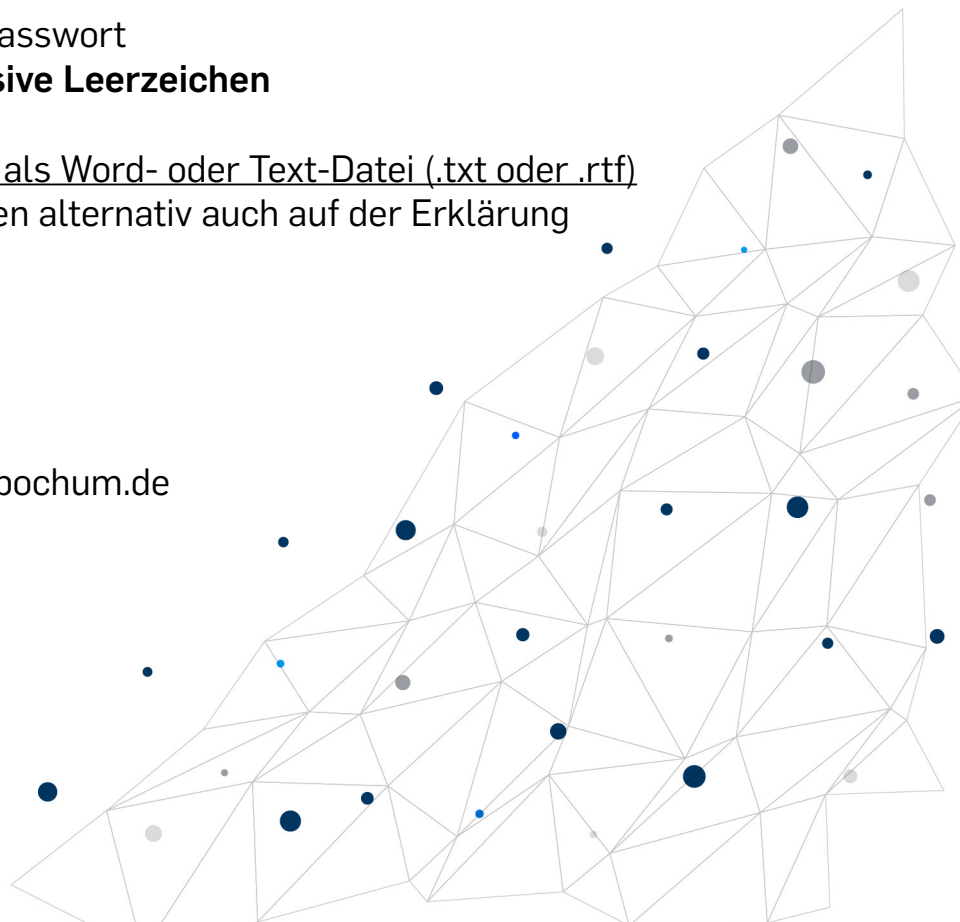 asswort
sive Leerzeichen
als Word- oder Text-Datei (.txt oder .rtf)
en alternativ auch auf der Erklärung
bochum.de